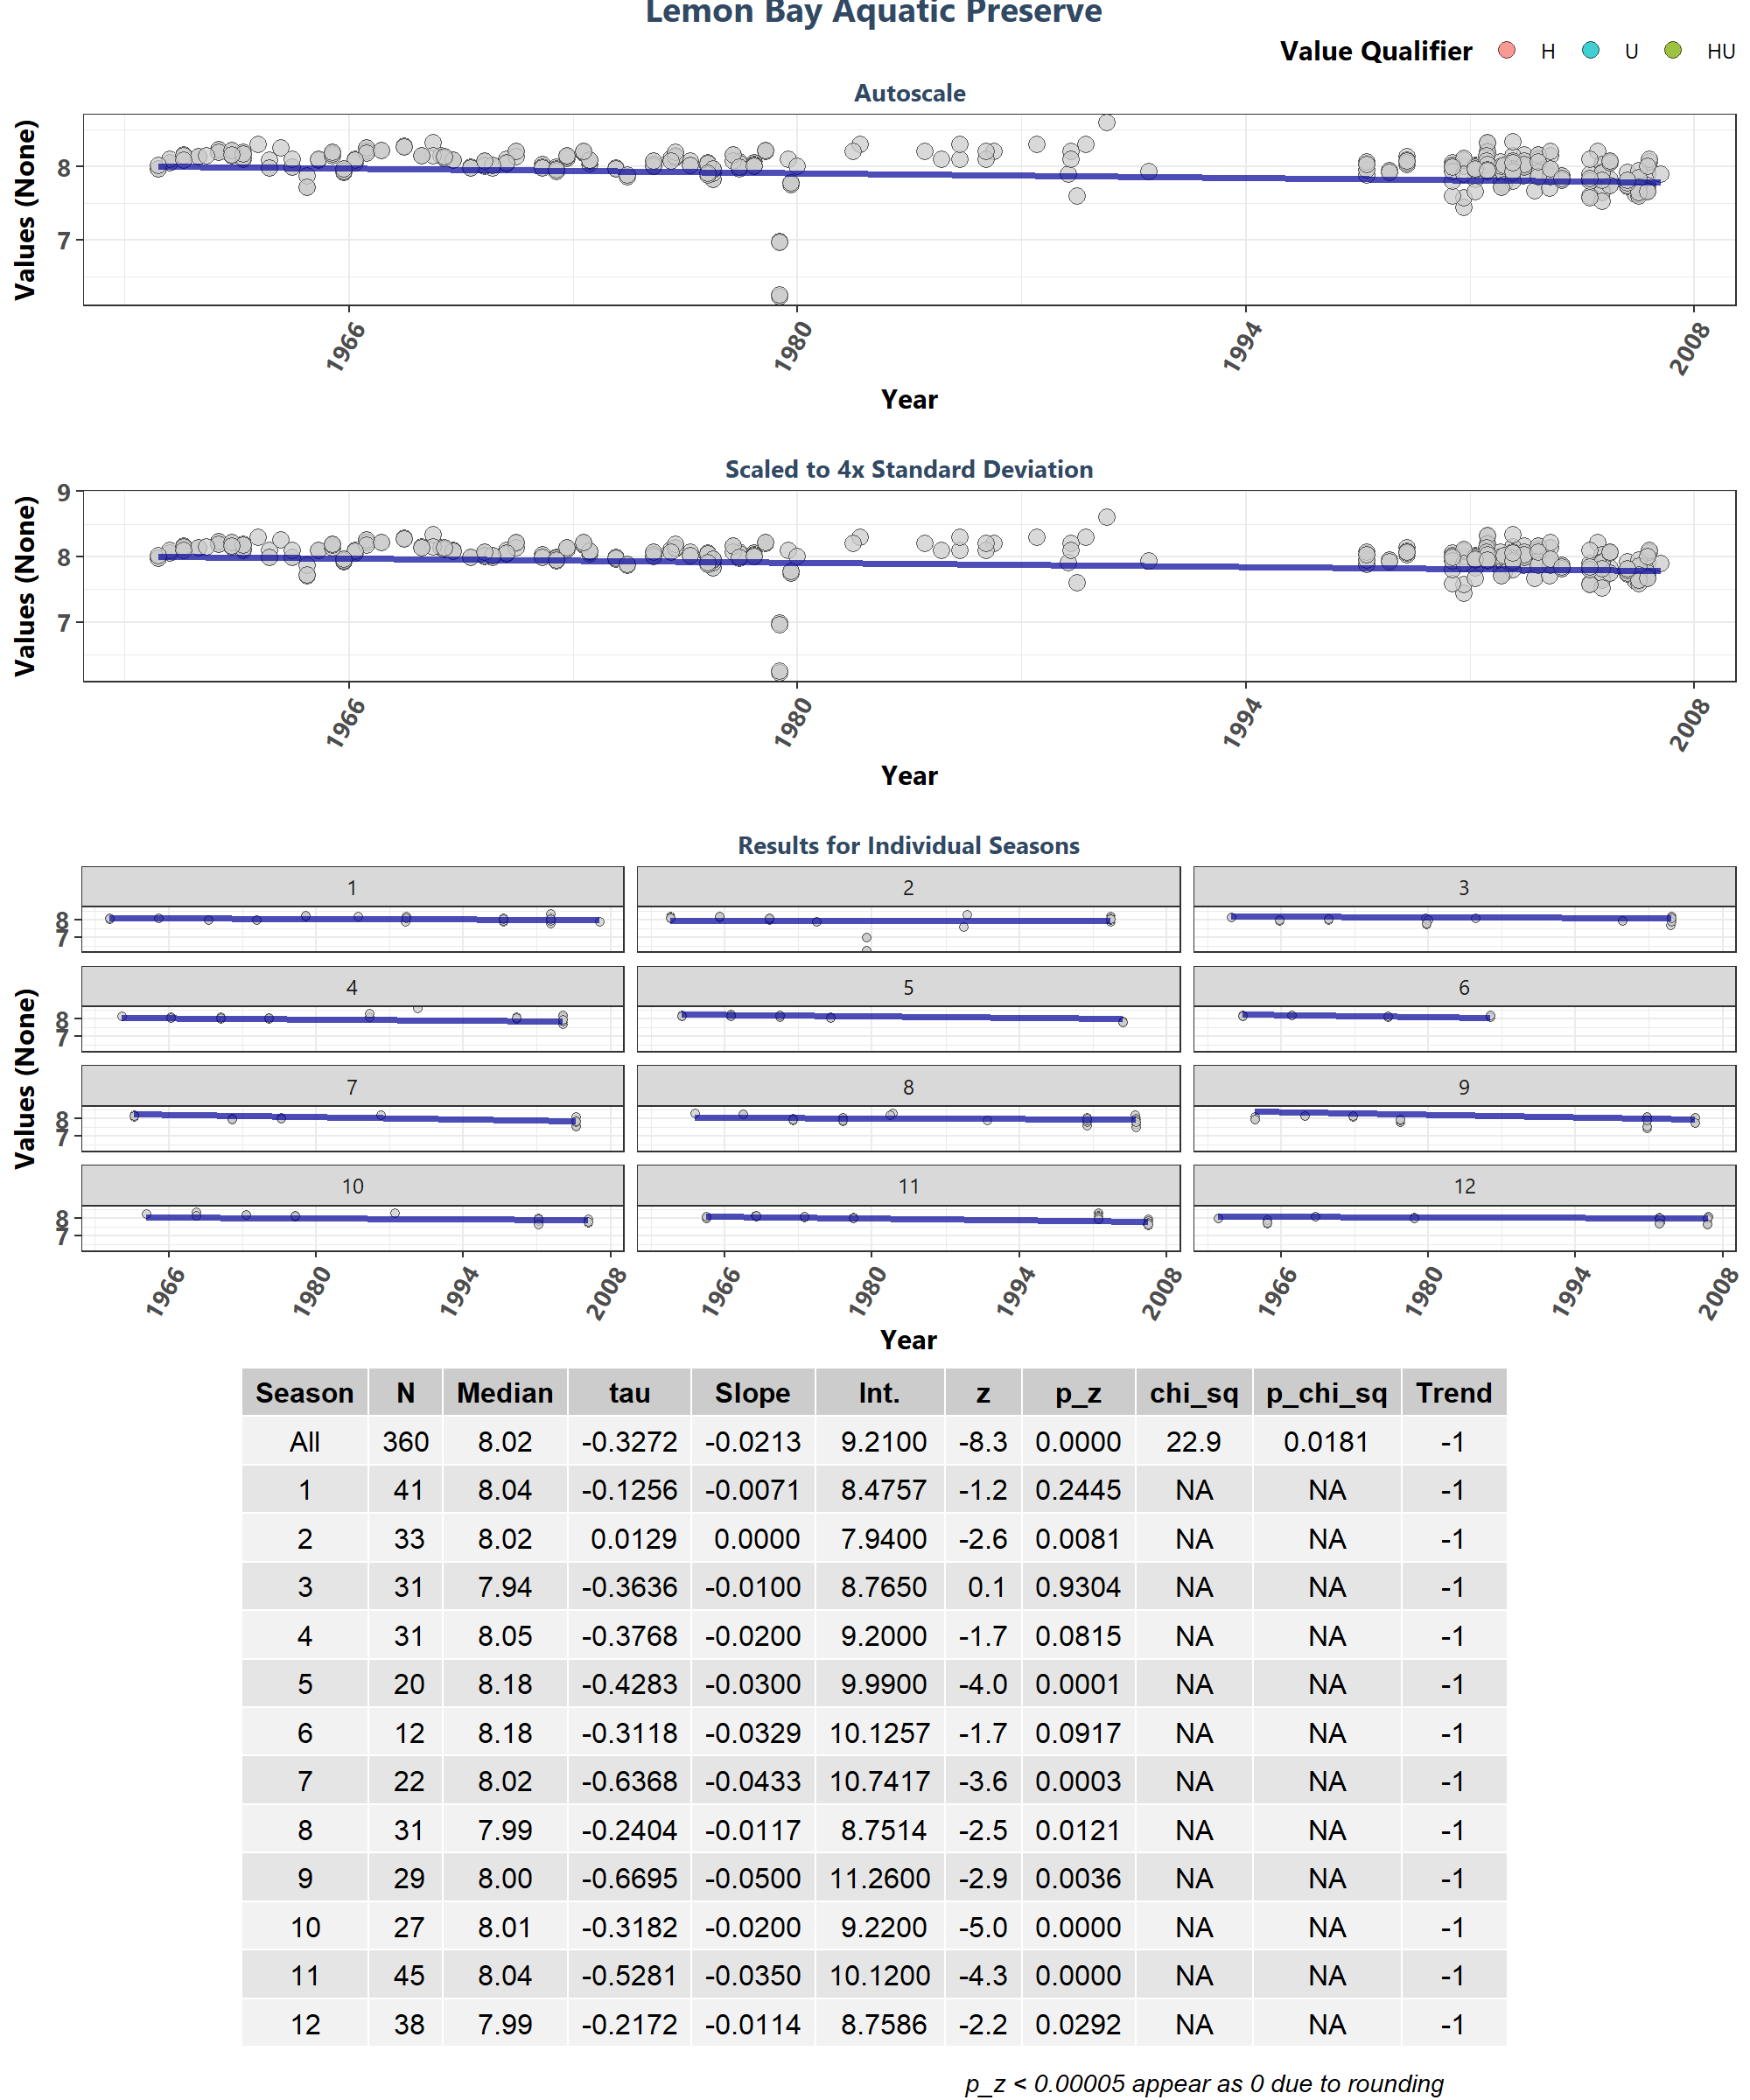 Lemon Bay Aquatic Preserve
Value Qualifier H U HU
Autoscale
Values (None)
8
7
1966 1980 1994 2008
Year
Scaled to 4x Standard Deviation
Values (None)
9
8
7
1966 1980 1994 2008
Year
Results for Individual Seasons
Values (None)
1 2 3
8
7
4 5 6
8
7
7 8 9
8
7
10 11 12
8
7
1966 1980 1994 2008 1966 1980 1994 2008 1966 1980 1994 2008
Year
Season N Median tau Slope Int. z p_z chi_sq p_chi_sq Trend
All 360 8.02 -0.3272 -0.0213 9.2100 -8.3 0.0000 22.9 0.0181 -1
1 41 8.04 -0.1256 -0.0071 8.4757 -1.2 0.2445 NA NA -1
2 33 8.02 0.0129 0.0000 7.9400 -2.6 0.0081 NA NA -1
3 31 7.94 -0.3636 -0.0100 8.7650 0.1 0.9304 NA NA -1
4 31 8.05 -0.3768 -0.0200 9.2000 -1.7 0.0815 NA NA -1
5 20 8.18 -0.4283 -0.0300 9.9900 -4.0 0.0001 NA NA -1
6 12 8.18 -0.3118 -0.0329 10.1257 -1.7 0.0917 NA NA -1
7 22 8.02 -0.6368 -0.0433 10.7417 -3.6 0.0003 NA NA -1
8 31 7.99 -0.2404 -0.0117 8.7514 -2.5 0.0121 NA NA -1
9 29 8.00 -0.6695 -0.0500 11.2600 -2.9 0.0036 NA NA -1
10 27 8.01 -0.3182 -0.0200 9.2200 -5.0 0.0000 NA NA -1
11 45 8.04 -0.5281 -0.0350 10.1200 -4.3 0.0000 NA NA -1
12 38 7.99 -0.2172 -0.0114 8.7586 -2.2 0.0292 NA NA -1
p_z < 0.00005 appear as 0 due to rounding